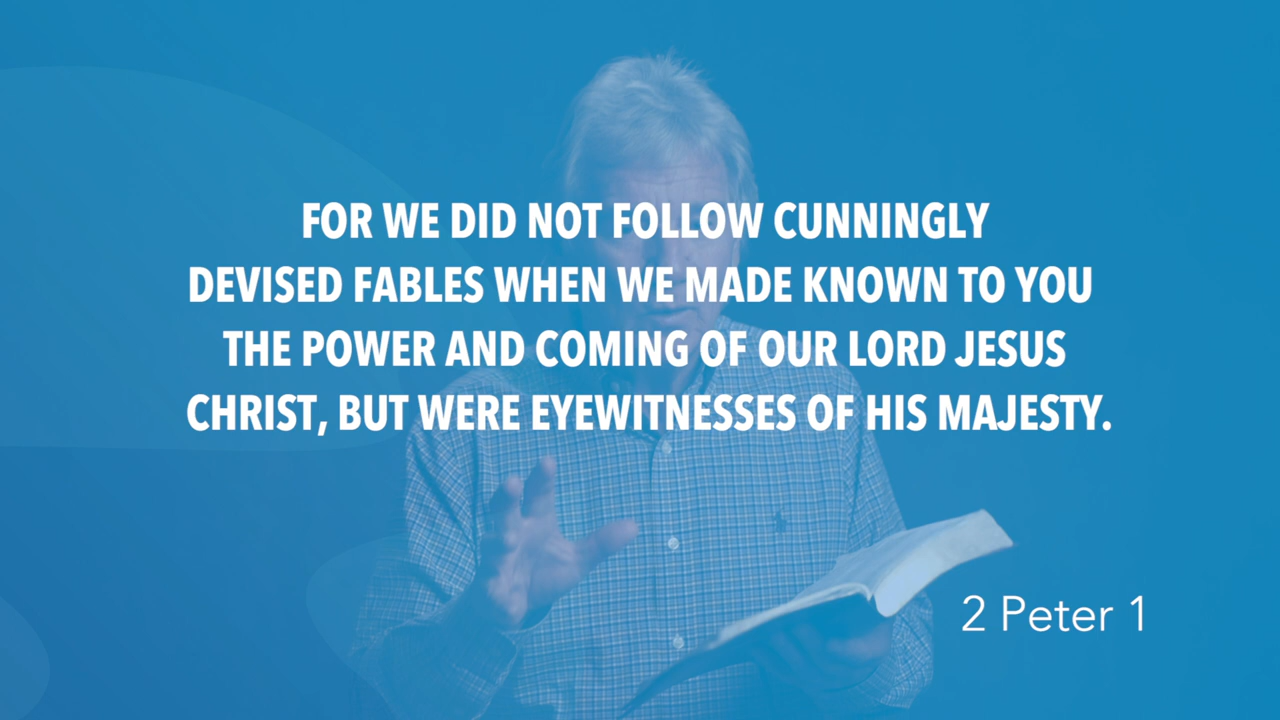 FOR WE DID NOT FOLLOW CUNNINGLY
DEVISED FABLES WHEN WE MADE KNOWN TO YOU
THE POWER AND COMING OF OUR LORD JESUS
CHRIST, BUT WERE EYEWITNESSES OF HIS MAJESTY.
2 Peter 1